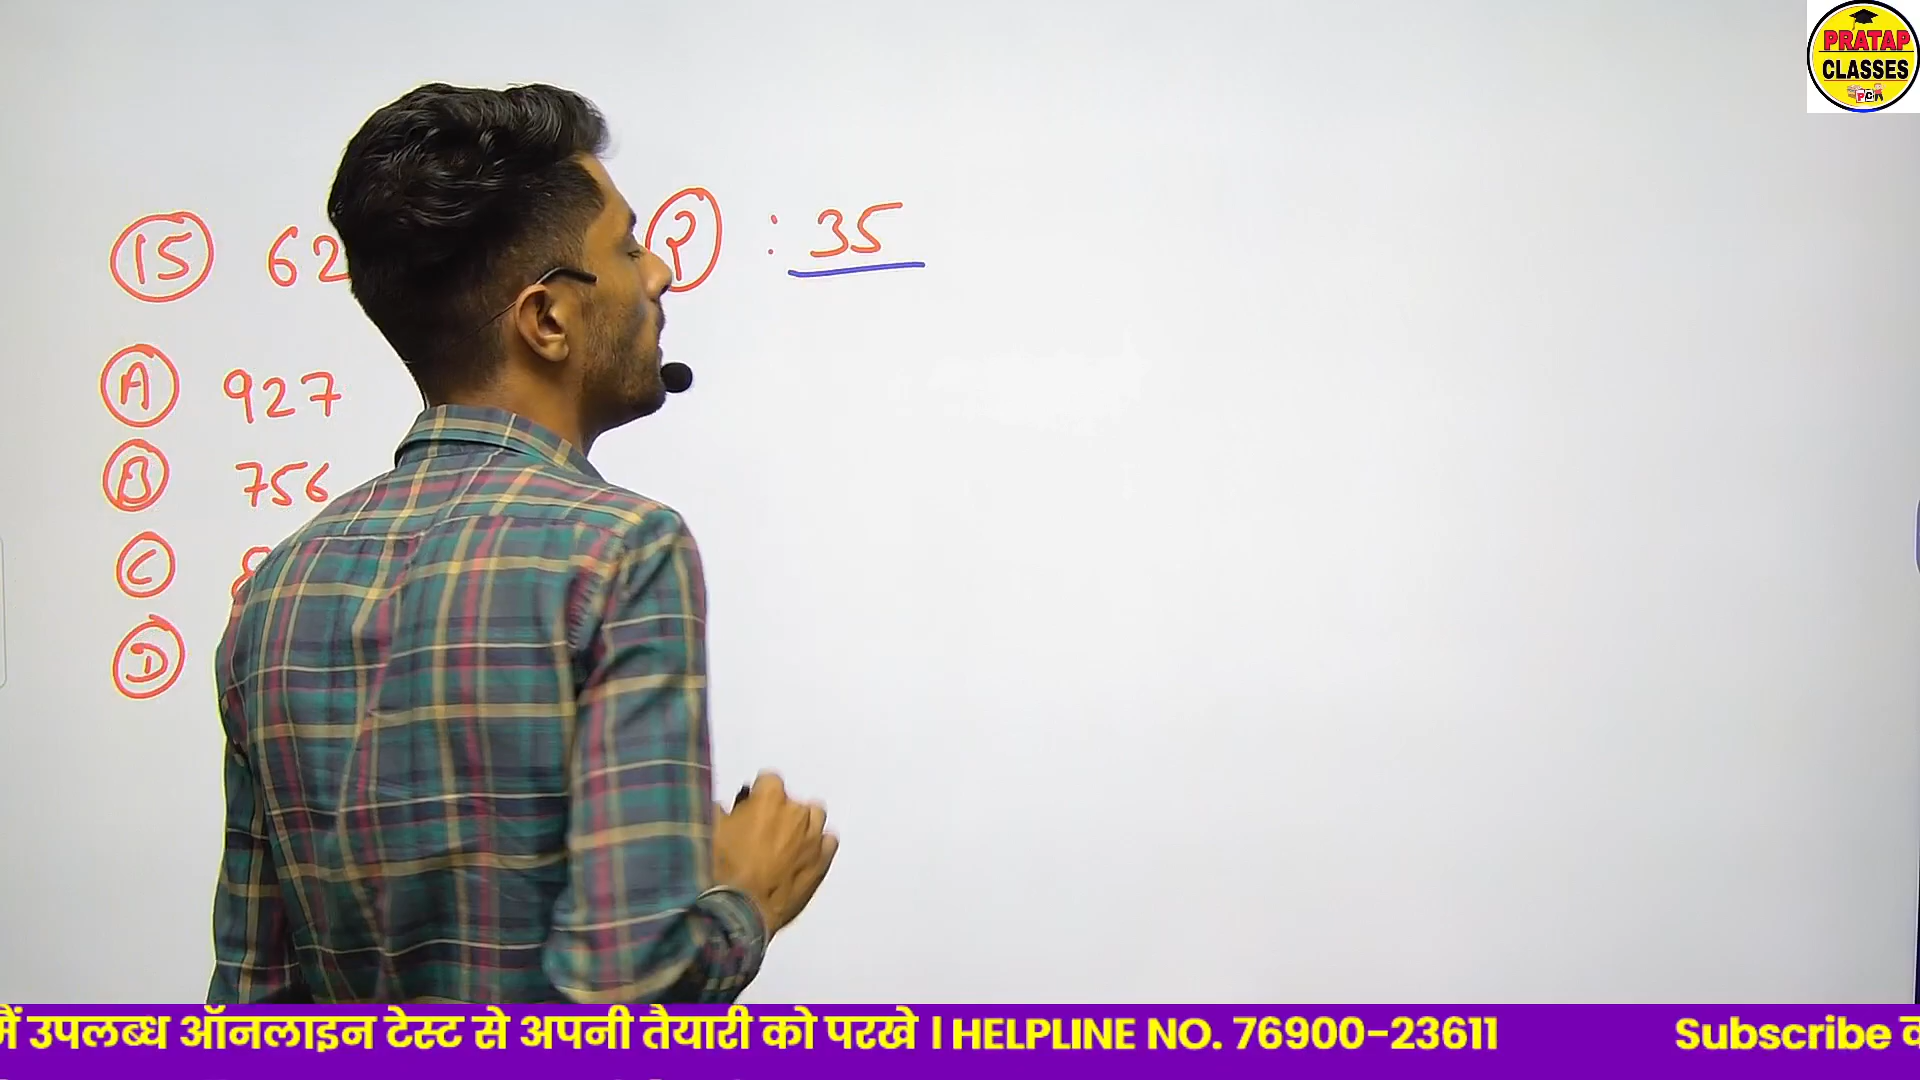 PRATAP
CLASSES
15 62 ? : 35
A 927
B 756
C
D
में उपलब्ध ऑनलाइन टेस्ट से अपनी तैयारी को परखे । HELPLINE NO. 76900-23611 Subscribe